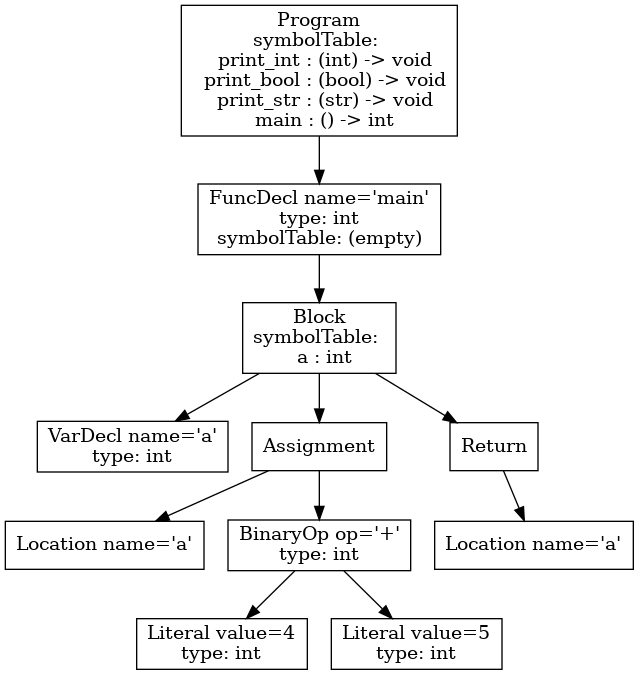 Program
symbolTable:
print_int : (int) -> void
print_bool : (bool) -> void
print_str : (str) -> void
main : () -> int
FuncDecl name='main'
type: int
symbolTable: (empty)
Block
symbolTable:
a : int
VarDecl name='a'
type: int
Assignment
Return
Location name='a'
BinaryOp op='+'
type: int
Location name='a'
Literal value=4
type: int
Literal value=5
type: int